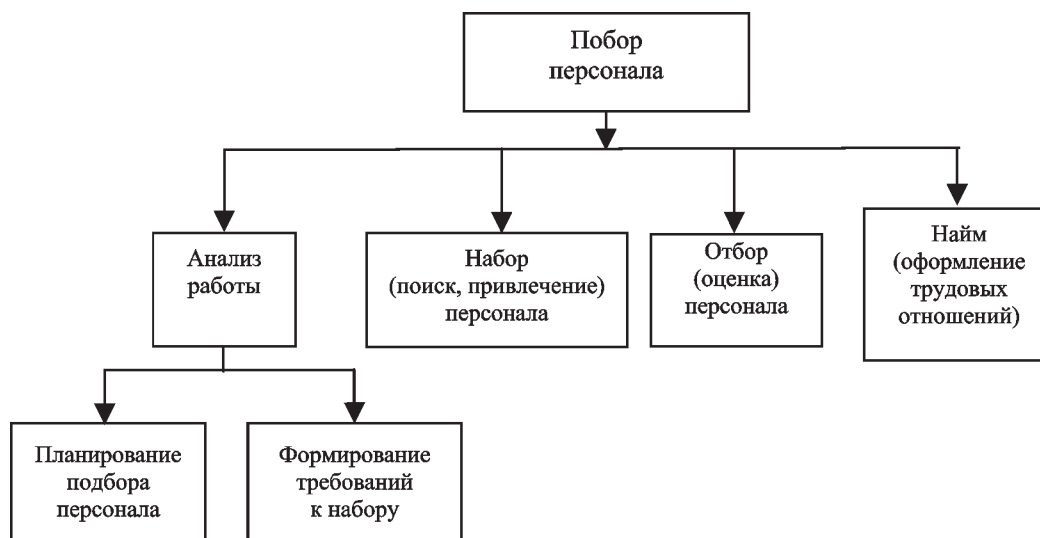 Побор
персонала
Анализ
работы
Набор
(поиск, привлечение)
персонала
Отбор
(оценка)
персонала
Найм
(оформление
трудовых
отношений)
Планирование
подбора
персонала
Формирование
требований
к набору